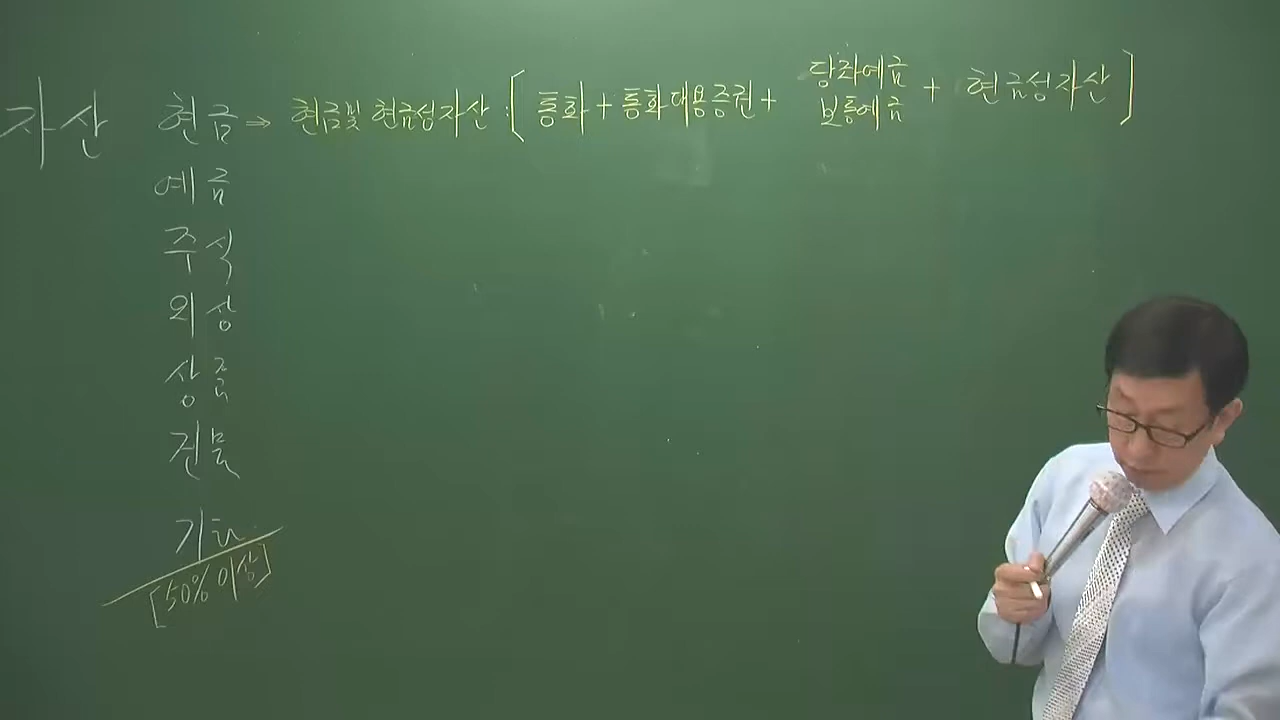 자산 현금 ⇒ 현금및 현금성자산 : [ 통화 + 통화대용증권 + 당좌예금 보통예금 + 현금성자산 ]
예금
주식
외상
상품
건물
기타
[50% 이상]